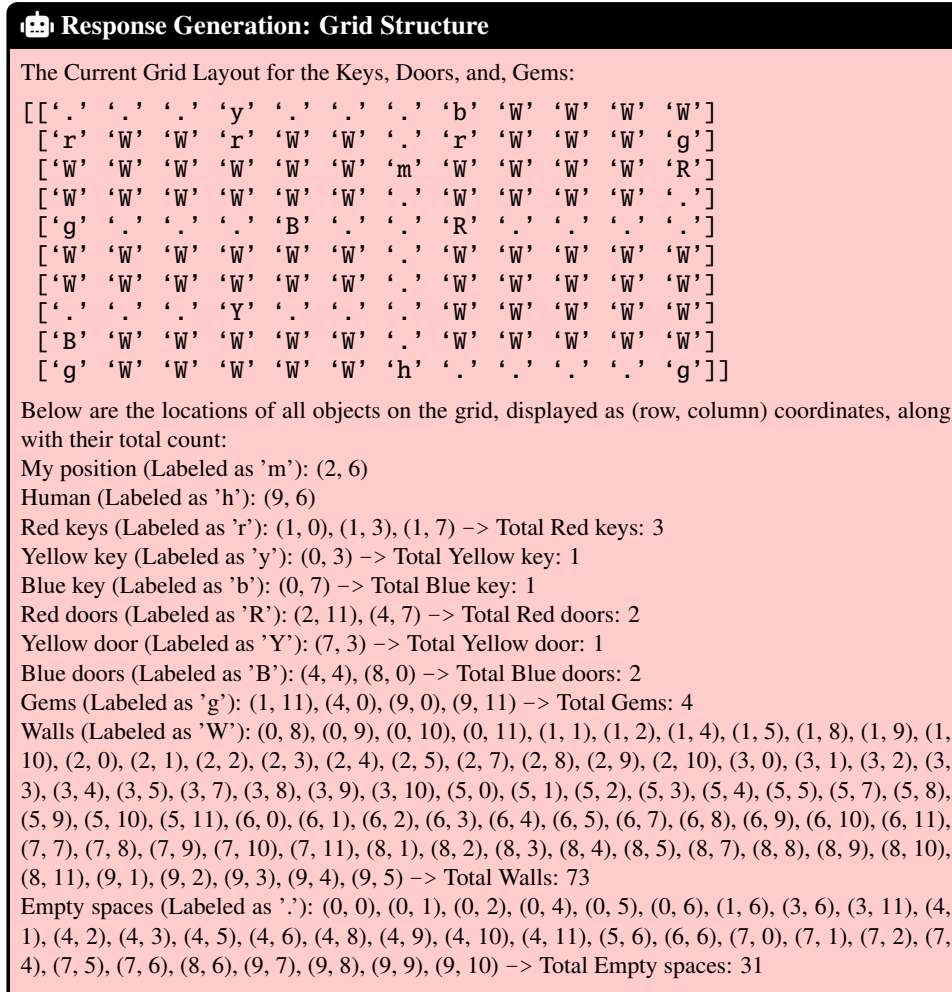 Response Generation: Grid Structure
The Current Grid Layout for the Keys, Doors, and, Gems:
[[‘.’ ‘.’ ‘.’ ‘y’ ‘.’ ‘.’ ‘.’ ‘b’ ‘W’ ‘W’ ‘W’ ‘W’]
[‘r’ ‘W’ ‘W’ ‘r’ ‘W’ ‘W’ ‘.’ ‘r’ ‘W’ ‘W’ ‘W’ ‘g’]
[‘W’ ‘W’ ‘W’ ‘W’ ‘W’ ‘W’ ‘m’ ‘W’ ‘W’ ‘W’ ‘W’ ‘R’]
[‘W’ ‘W’ ‘W’ ‘W’ ‘W’ ‘W’ ‘.’ ‘W’ ‘W’ ‘W’ ‘W’ ‘.’]
[‘g’ ‘.’ ‘.’ ‘.’ ‘B’ ‘.’ ‘.’ ‘R’ ‘.’ ‘.’ ‘.’ ‘.’]
[‘W’ ‘W’ ‘W’ ‘W’ ‘W’ ‘W’ ‘.’ ‘W’ ‘W’ ‘W’ ‘W’ ‘W’]
[‘W’ ‘W’ ‘W’ ‘W’ ‘W’ ‘W’ ‘.’ ‘W’ ‘W’ ‘W’ ‘W’ ‘W’]
[‘.’ ‘.’ ‘.’ ‘Y’ ‘.’ ‘.’ ‘.’ ‘W’ ‘W’ ‘W’ ‘W’ ‘W’]
[‘B’ ‘W’ ‘W’ ‘W’ ‘W’ ‘W’ ‘.’ ‘W’ ‘W’ ‘W’ ‘W’ ‘W’]
[‘g’ ‘W’ ‘W’ ‘W’ ‘W’ ‘W’ ‘h’ ‘.’ ‘.’ ‘.’ ‘.’ ‘g’]]
Below are the locations of all objects on the grid, displayed as (row, column) coordinates, along
with their total count:
My position (Labeled as ’m’): (2, 6)
Human (Labeled as ’h’): (9, 6)
Red keys (Labeled as ’r’): (1, 0), (1, 3), (1, 7) −> Total Red keys: 3
Yellow key (Labeled as ’y’): (0, 3) −> Total Yellow key: 1
Blue key (Labeled as ’b’): (0, 7) −> Total Blue key: 1
Red doors (Labeled as ’R’): (2, 11), (4, 7) −> Total Red doors: 2
Yellow door (Labeled as ’Y’): (7, 3) −> Total Yellow door: 1
Blue doors (Labeled as ’B’): (4, 4), (8, 0) −> Total Blue doors: 2
Gems (Labeled as ’g’): (1, 11), (4, 0), (9, 0), (9, 11) −> Total Gems: 4
Walls (Labeled as ’W’): (0, 8), (0, 9), (0, 10), (0, 11), (1, 1), (1, 2), (1, 4), (1, 5), (1, 8), (1, 9), (1,
10), (2, 0), (2, 1), (2, 2), (2, 3), (2, 4), (2, 5), (2, 7), (2, 8), (2, 9), (2, 10), (3, 0), (3, 1), (3, 2), (3,
3), (3, 4), (3, 5), (3, 7), (3, 8), (3, 9), (3, 10), (5, 0), (5, 1), (5, 2), (5, 3), (5, 4), (5, 5), (5, 7), (5, 8),
(5, 9), (5, 10), (5, 11), (6, 0), (6, 1), (6, 2), (6, 3), (6, 4), (6, 5), (6, 7), (6, 8), (6, 9), (6, 10), (6, 11),
(7, 7), (7, 8), (7, 9), (7, 10), (7, 11), (8, 1), (8, 2), (8, 3), (8, 4), (8, 5), (8, 7), (8, 8), (8, 9), (8, 10),
(8, 11), (9, 1), (9, 2), (9, 3), (9, 4), (9, 5) −> Total Walls: 73
Empty spaces (Labeled as ’.’): (0, 0), (0, 1), (0, 2), (0, 4), (0, 5), (0, 6), (1, 6), (3, 6), (3, 11), (4,
1), (4, 2), (4, 3), (4, 5), (4, 6), (4, 8), (4, 9), (4, 10), (4, 11), (5, 6), (6, 6), (7, 0), (7, 1), (7, 2), (7,
4), (7, 5), (7, 6), (8, 6), (9, 7), (9, 8), (9, 9), (9, 10) −> Total Empty spaces: 31